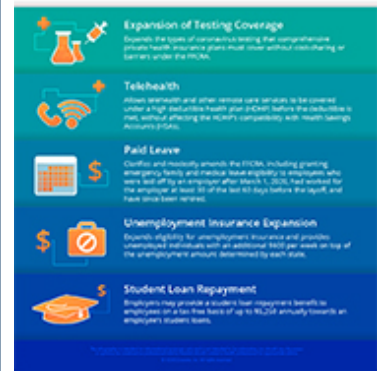 Expansion of Testing Coverage
Expands the types of coronavirus testing that comprehensive
private health insurance plans must cover without cost-sharing or
barriers under the FFCRA.
Telehealth
Allows telehealth and other remote care services to be covered
under a high deductible health plan (HDHP) before the deductible is
met, without affecting the HDHP's compatibility with Health Savings
Accounts (HSAs).
Paid Leave
Clarifies and modestly amends the FFCRA, including granting
emergency family and medical leave eligibility to employees who
were laid off by an employer after March 1, 2020, had worked for
the employer at least 30 of the last 60 days before the layoff, and
have since been rehired.
Unemployment Insurance Expansion
Expands eligibility for unemployment insurance and provides
unemployed individuals with an additional $600 per week on top of
the unemployment amount determined by each state.
Student Loan Repayment
Employers may provide a student loan repayment benefit to
employees on a tax-free basis of up to $5,250 annually towards an
employee's student loans.